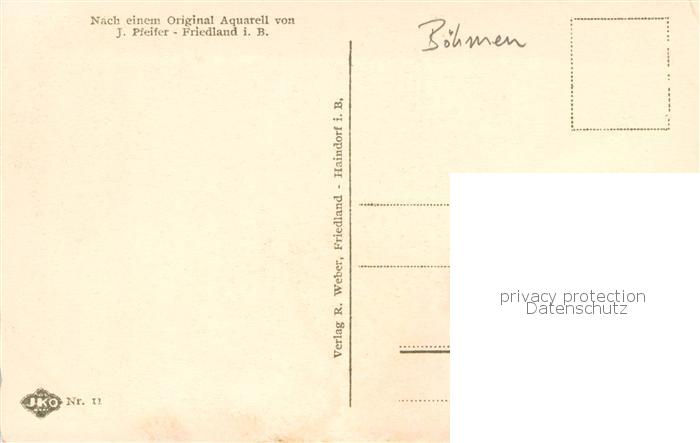 Nach einem Original Aquarell von
J. Pfeifer - Friedland i. B.
Böhmen
Verlag R. Weber, Friedland - Haindorf i. B.
privacy protection
Datenschutz
JKO
Nr. 11